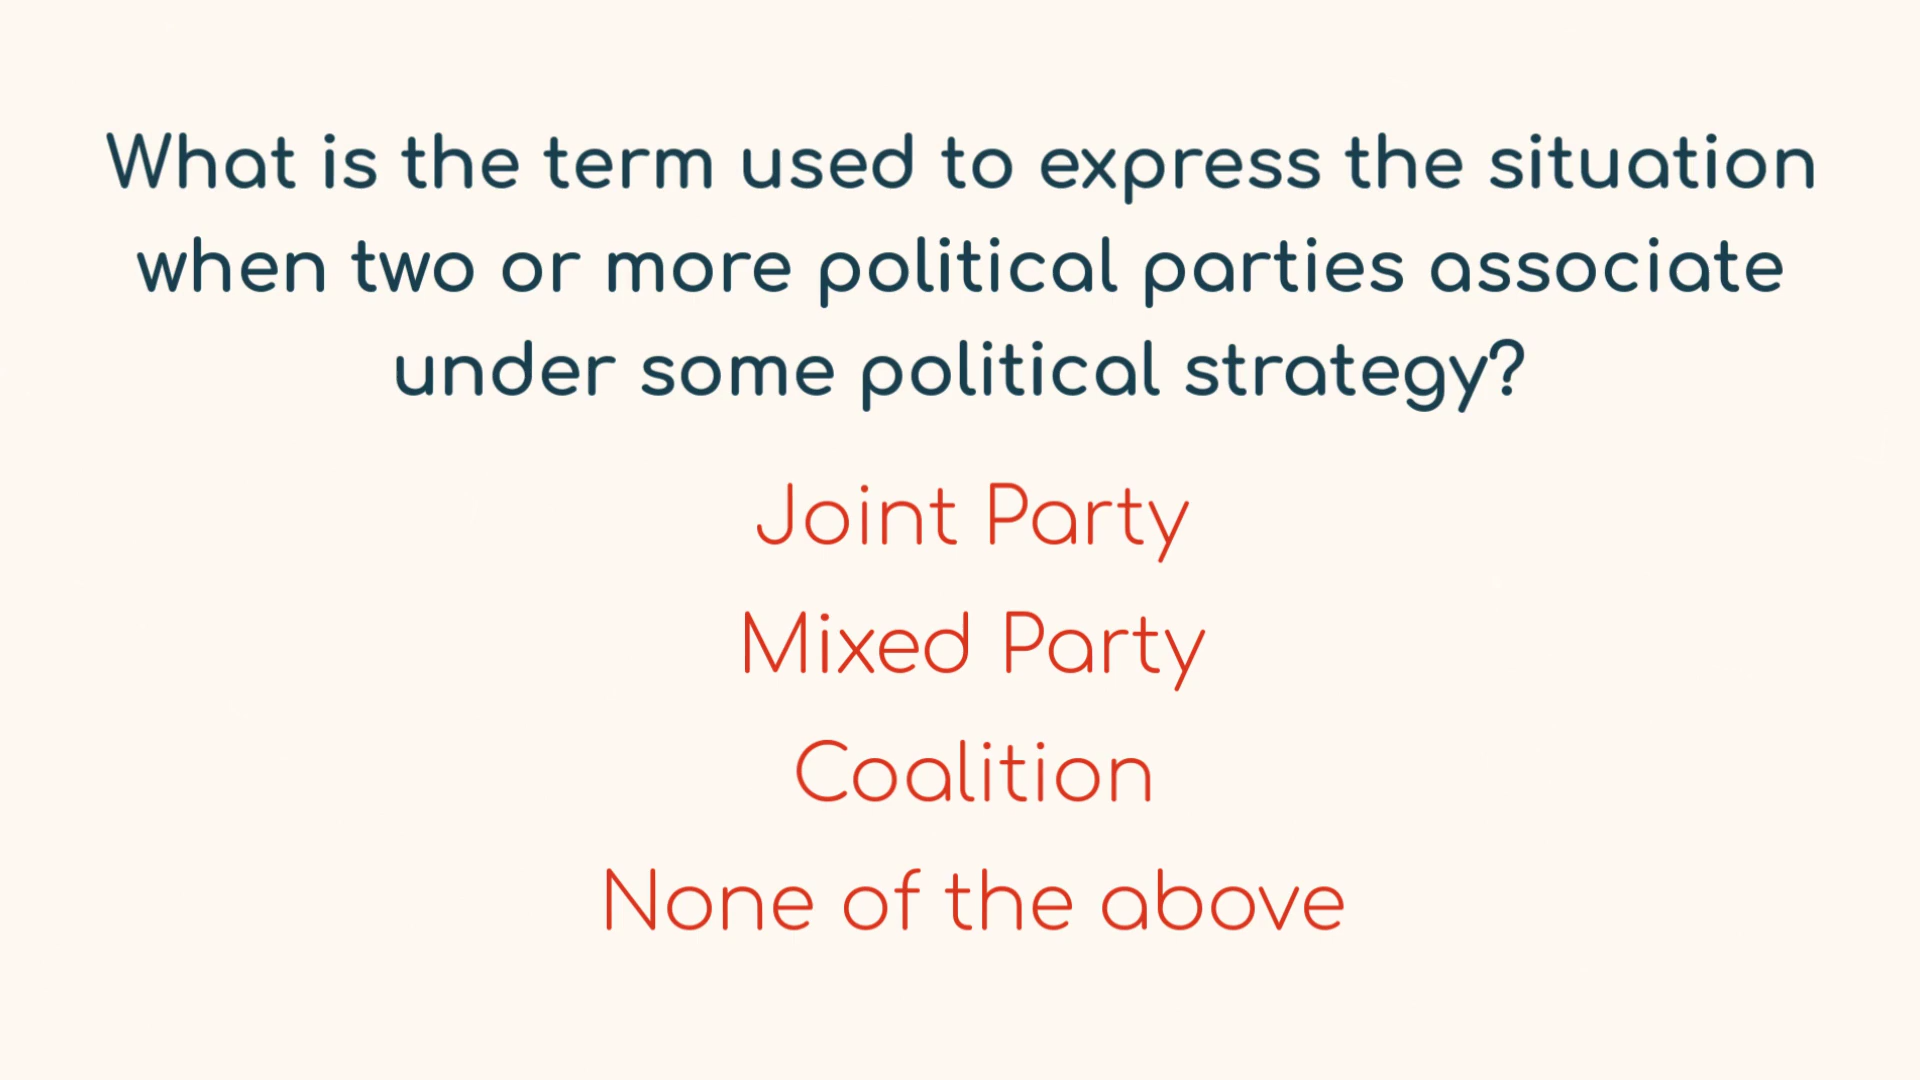 What is the term used to express the situation
when two or more political parties associate
under some political strategy?
Joint Party
Mixed Party
Coalition
None of the above